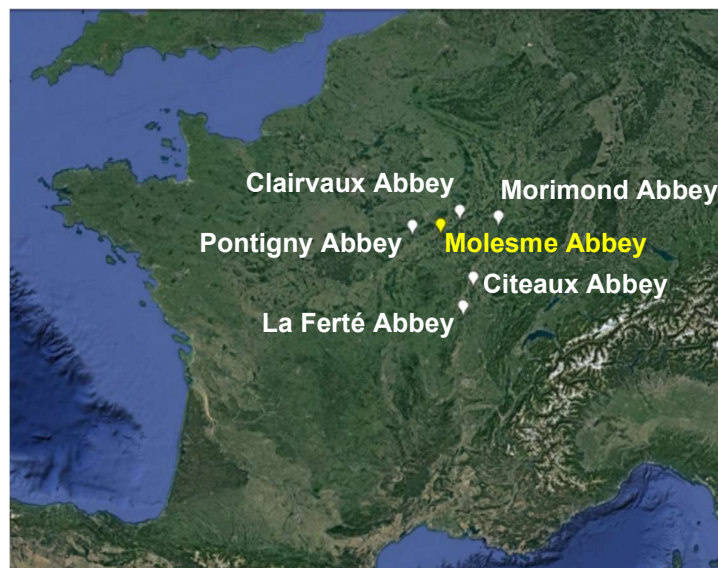 Clairvaux Abbey
Morimond Abbey
Pontigny Abbey
Molesme Abbey
Citeaux Abbey
La Ferté Abbey